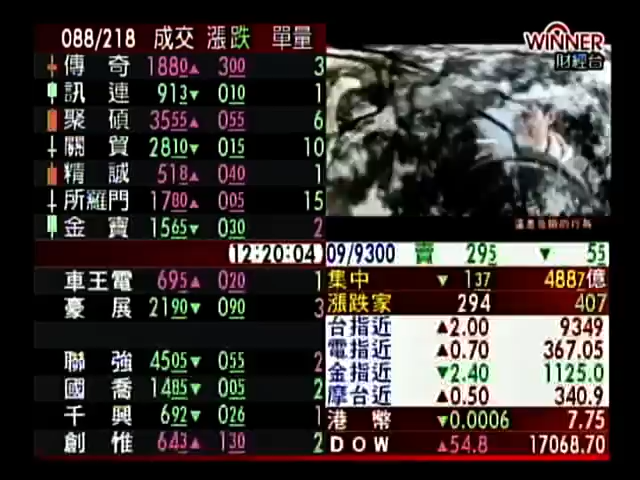 088/218 成交 漲跌 單量
傳奇 1880▲ 300 3
訊連 913▼ 010 1
聚碩 3555▲ 055 6
關貿 2810▼ 015 10
精誠 518▲ 040 1
所羅門 1780▲ 005 15
金寶 1565▼ 030 2
12:20:04
車王電 695▲ 020 1
豪展 2190▼ 090 3
聯強 4505▼ 055 2
國喬 1485▼ 005 2
千興 692▼ 026 1
創惟 643▲ 130 2
WINNER
財經台
09/9300 賣 295 ▼ 55
集中 ▼ 137 4887億
漲跌家 294 407
台指近 ▲2.00 9349
電指近 ▲0.70 367.05
金指近 ▼2.40 1125.0
摩台近 ▲0.50 340.9
港幣 ▼0.0006 7.75
DOW ▲54.8 17068.70